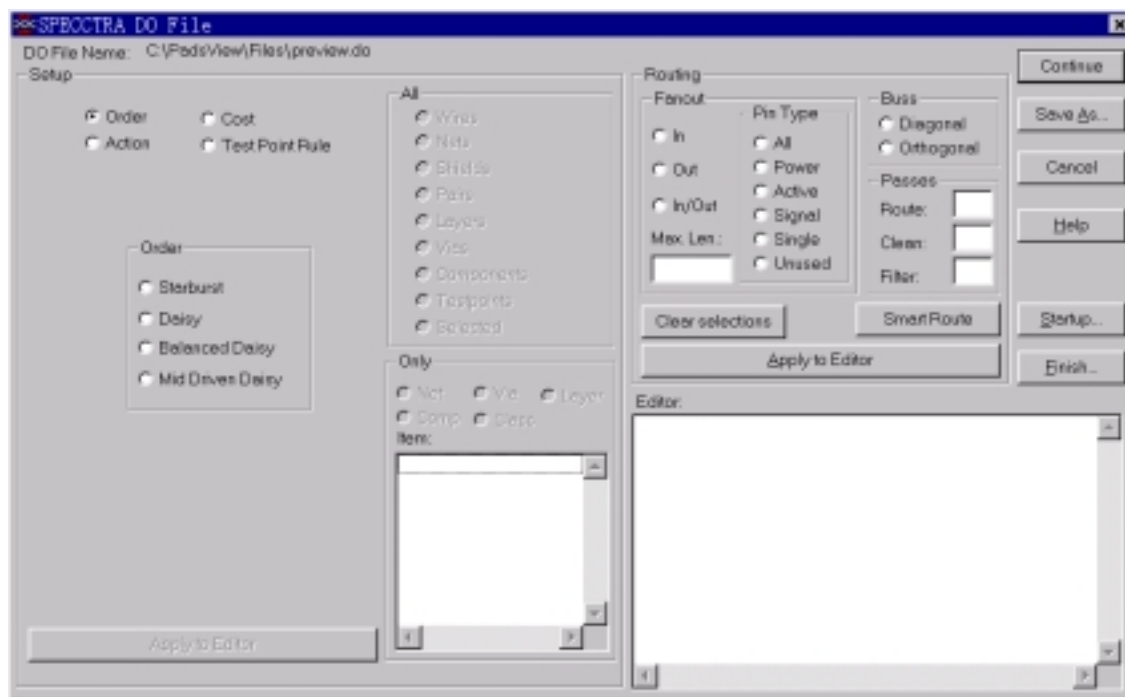 SPECCTRA DO File
DO File Name: C:\PadsView\Files\preview.do
Setup
Order
Cost
Action
Test Point Rule
Order
Starburst
Daisy
Balanced Daisy
Mid Driven Daisy
Apply to Editor
All
Wires
Nets
Shields
Pairs
Layers
Vias
Components
Testpoints
Selected
Only
Net Via Layer
Comp Class
Item:
Routing
Fanout
In
Out
In/Out
Max. Len.:
Pin Type
All
Power
Active
Signal
Single
Unused
Buss
Diagonal
Orthogonal
Passes
Route:
Clean:
Filter:
Clear selections
Smart Route
Apply to Editor
Editor:
Continue
Save As...
Cancel
Help
Startup...
Finish...